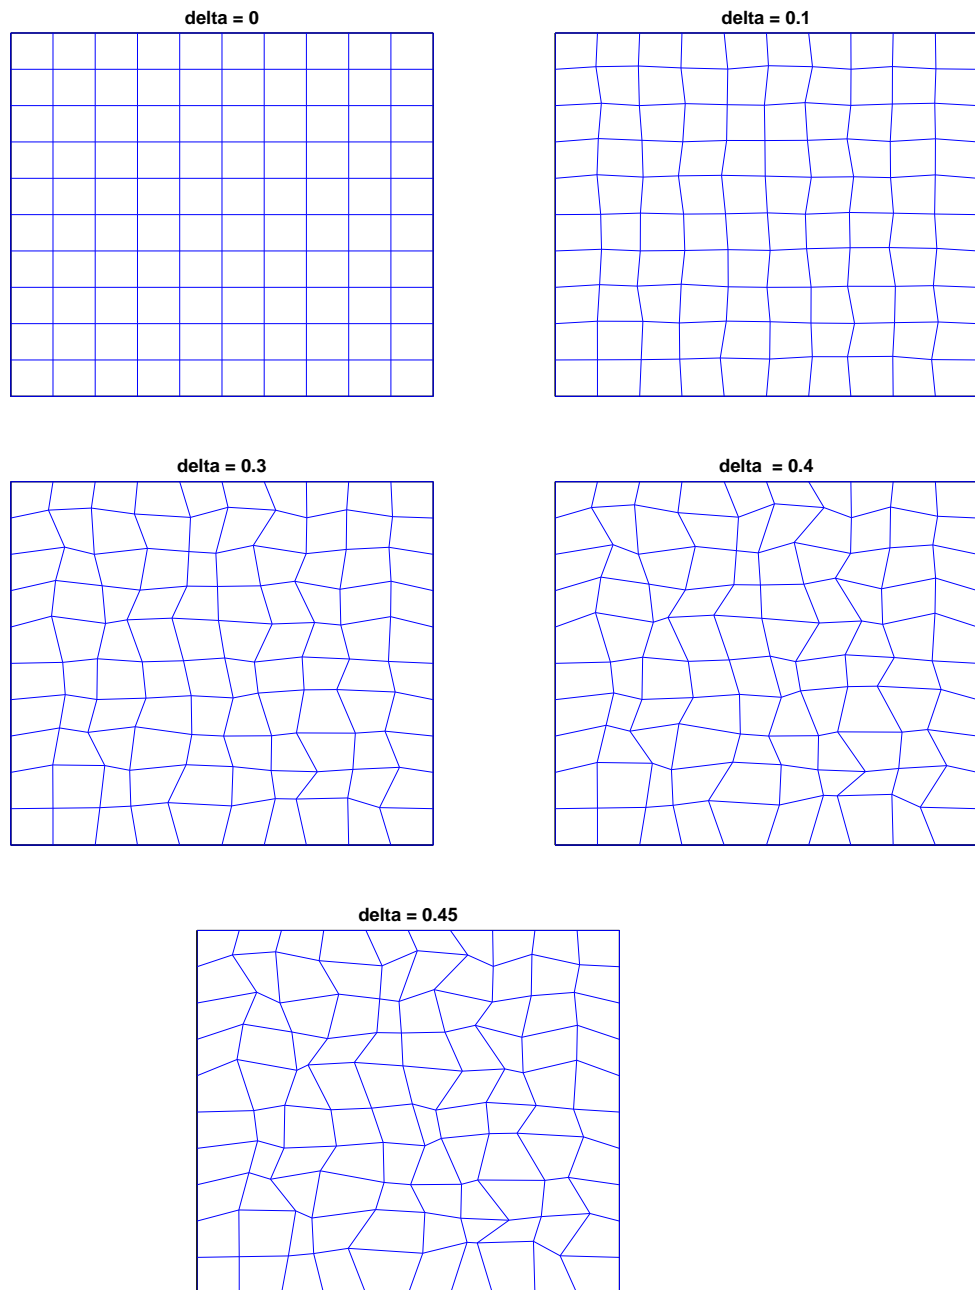 delta = 0
delta = 0.1
delta = 0.3
delta = 0.4
delta = 0.45